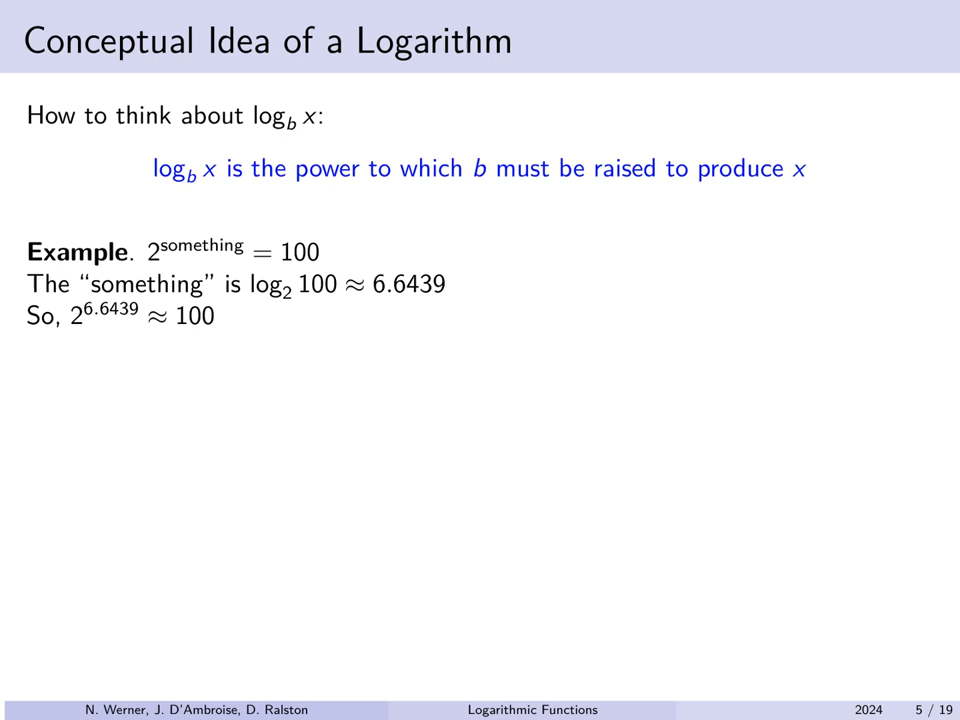 Conceptual Idea of a Logarithm
How to think about log_b x:
log_b x is the power to which b must be raised to produce x
Example. 2^something = 100
The “something” is log_2 100 ≈ 6.6439
So, 2^6.6439 ≈ 100
N. Werner, J. D'Ambroise, D. Ralston Logarithmic Functions 2024 5 / 19